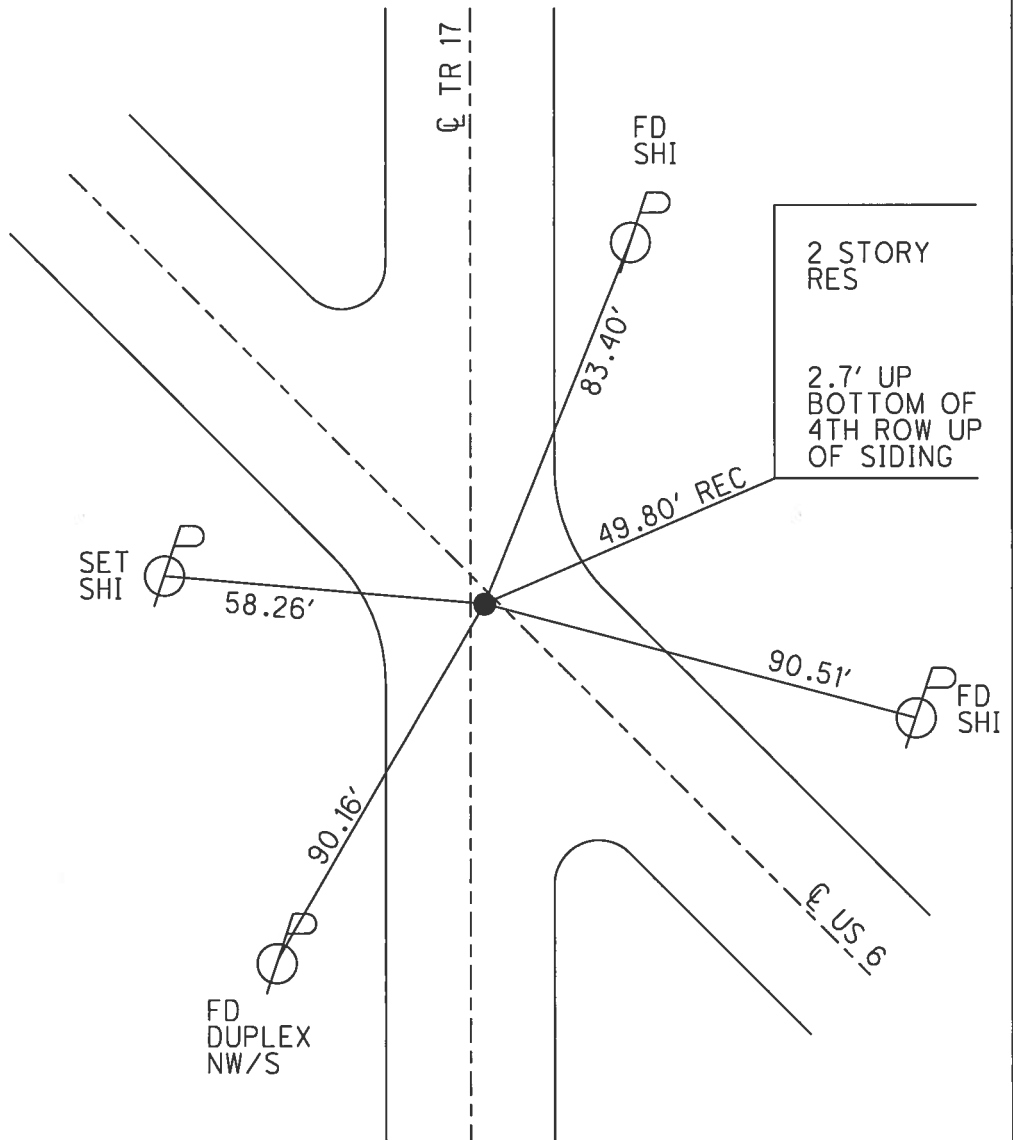 ℄ TR 17
FD
SHI
2 STORY
RES
83.40'
2.7' UP
BOTTOM OF
4TH ROW UP
OF SIDING
49.80' REC
SET
SHI
58.26'
90.51'
FD
SHI
90.16'
℄ US 6
FD
DUPLEX
NW/S